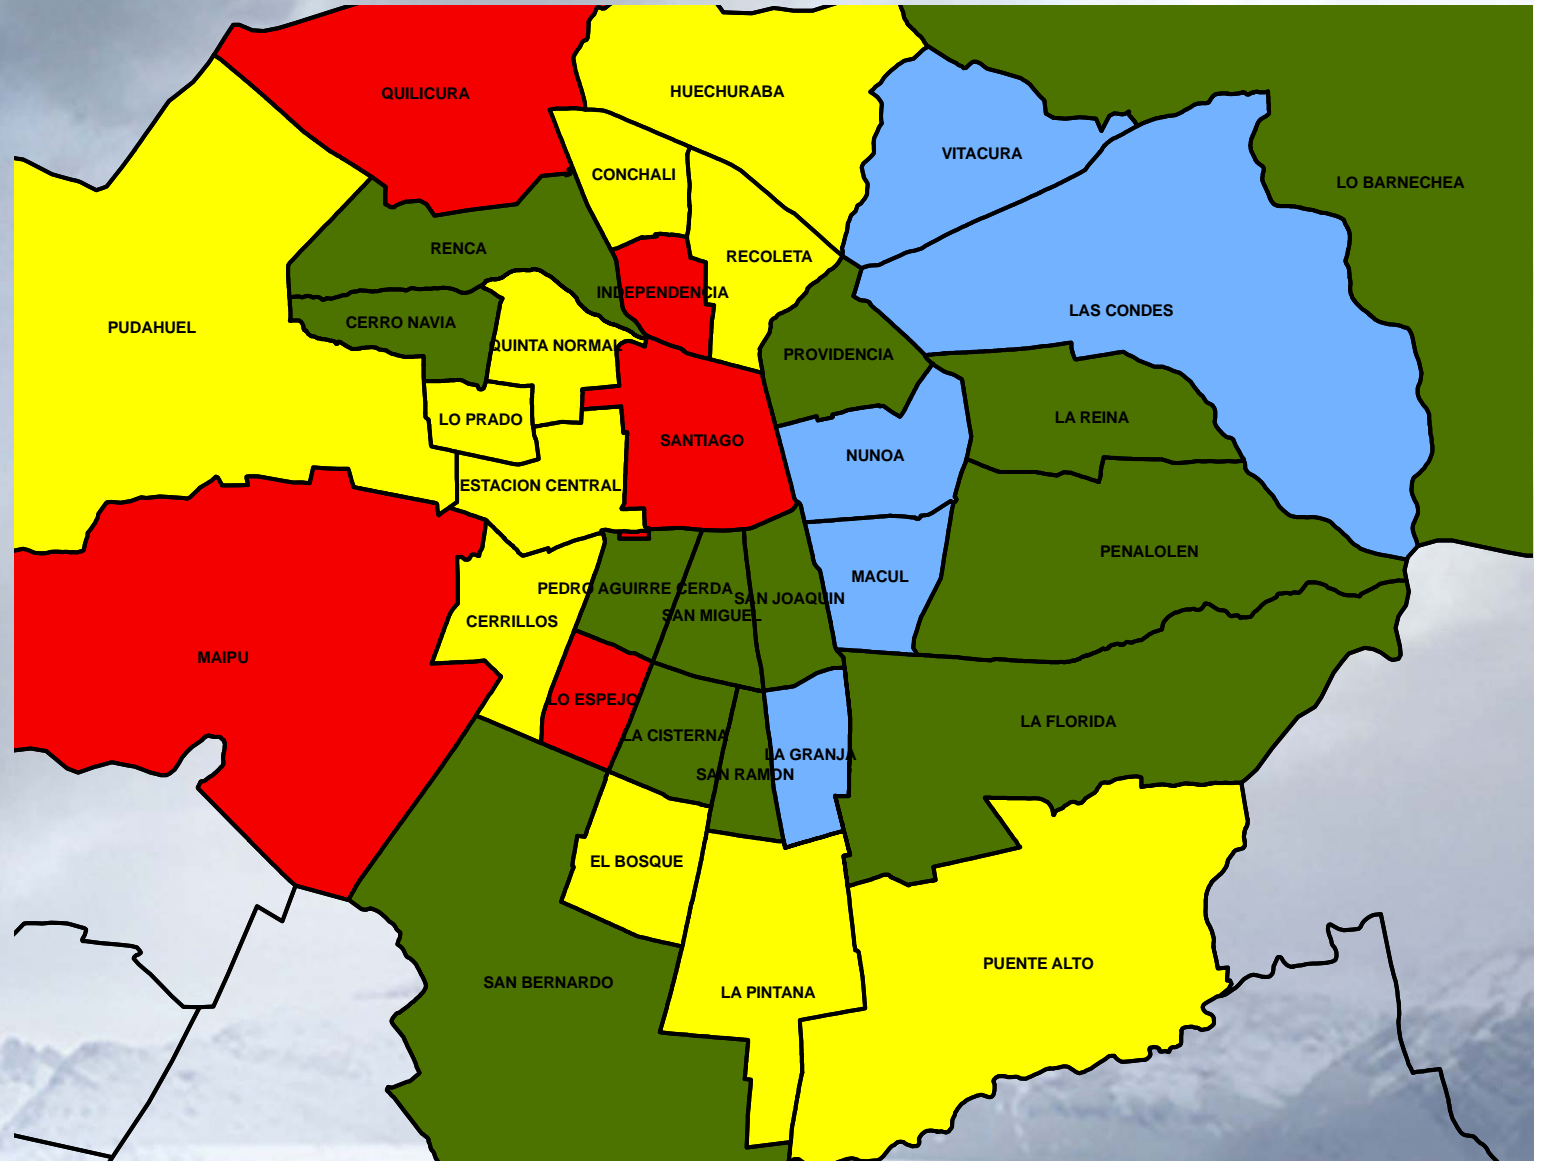 HUECHURABA
QUILICURA
VITACURA
CONCHALI
LO BARNECHEA
RENCA
RECOLETA
INDEPENDENCIA
LAS CONDES
CERRO NAVIA
PUDAHUEL
QUINTA NORMAL
PROVIDENCIA
LA REINA
LO PRADO
SANTIAGO
NUNOA
ESTACION CENTRAL
PENALOLEN
MACUL
PEDRO AGUIRRE CERDA
SAN JOAQUIN
SAN MIGUEL
CERRILLOS
MAIPU
LO ESPEJO
LA FLORIDA
LA CISTERNA
LA GRANJA
SAN RAMON
EL BOSQUE
PUENTE ALTO
SAN BERNARDO
LA PINTANA